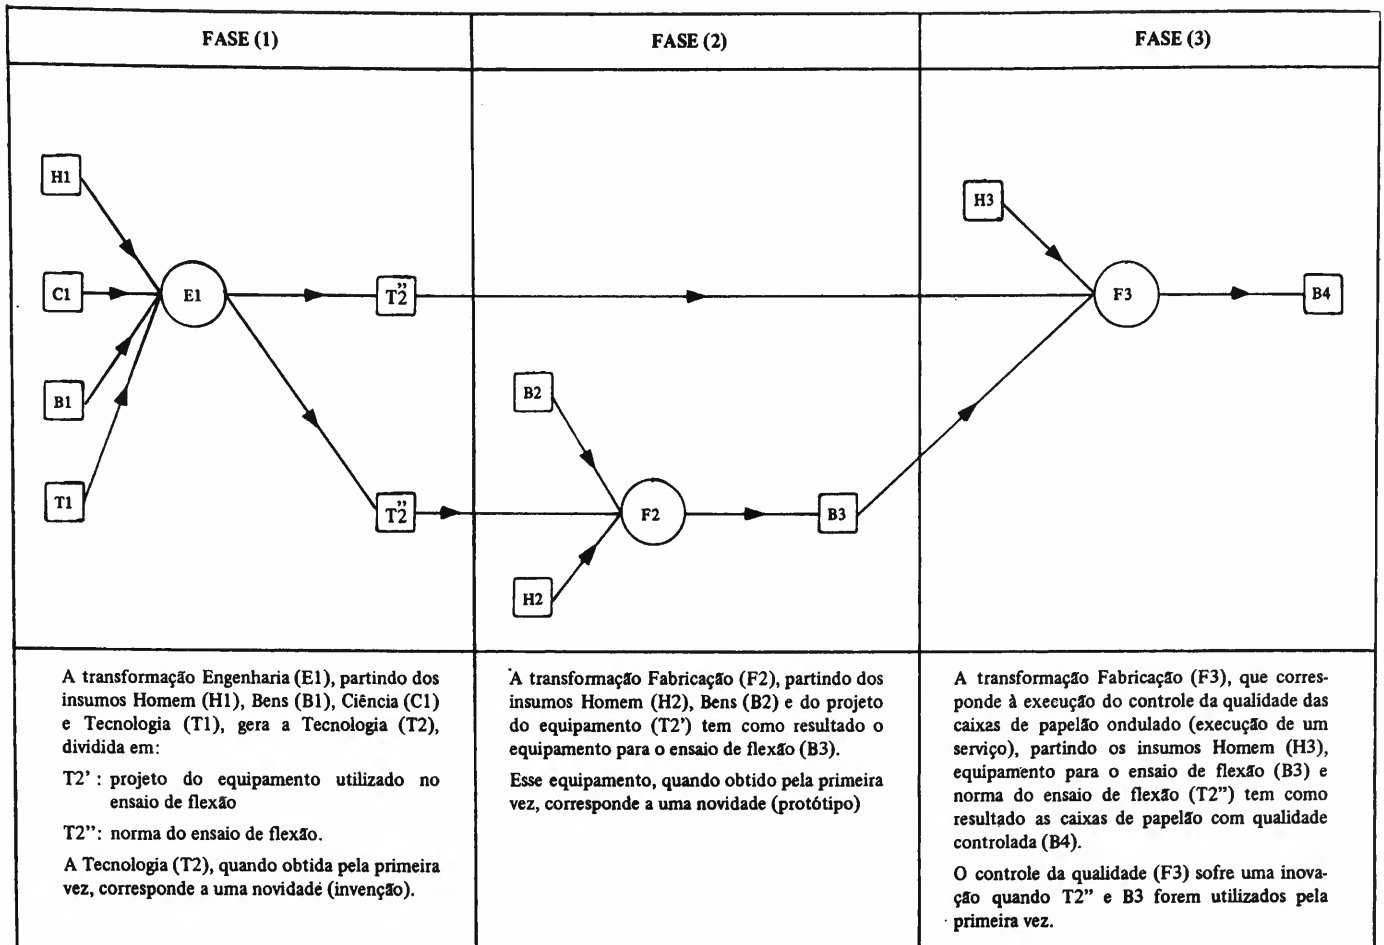 FASE (1)
FASE (2)
FASE (3)
H1
C1
B1
T1
E1
T2”
T2”
B2
H2
F2
B3
H3
F3
B4
A transformação Engenharia (E1), partindo dos
insumos Homem (H1), Bens (B1), Ciência (C1)
e Tecnologia (T1), gera a Tecnologia (T2),
dividida em:
T2’ : projeto do equipamento utilizado no
ensaio de flexão
T2”: norma do ensaio de flexão.
A Tecnologia (T2), quando obtida pela primeira
vez, corresponde a uma novidade (invenção).
A transformação Fabricação (F2), partindo dos
insumos Homem (H2), Bens (B2) e do projeto
do equipamento (T2’) tem como resultado o
equipamento para o ensaio de flexão (B3).
Esse equipamento, quando obtido pela primeira
vez, corresponde a uma novidade (protótipo)
A transformação Fabricação (F3), que corres-
ponde à execução do controle da qualidade das
caixas de papelão ondulado (execução de um
serviço), partindo os insumos Homem (H3),
equipamento para o ensaio de flexão (B3) e
norma do ensaio de flexão (T2”) tem como
resultado as caixas de papelão com qualidade
controlada (B4).
O controle da qualidade (F3) sofre uma inova-
ção quando T2” e B3 forem utilizados pela
primeira vez.